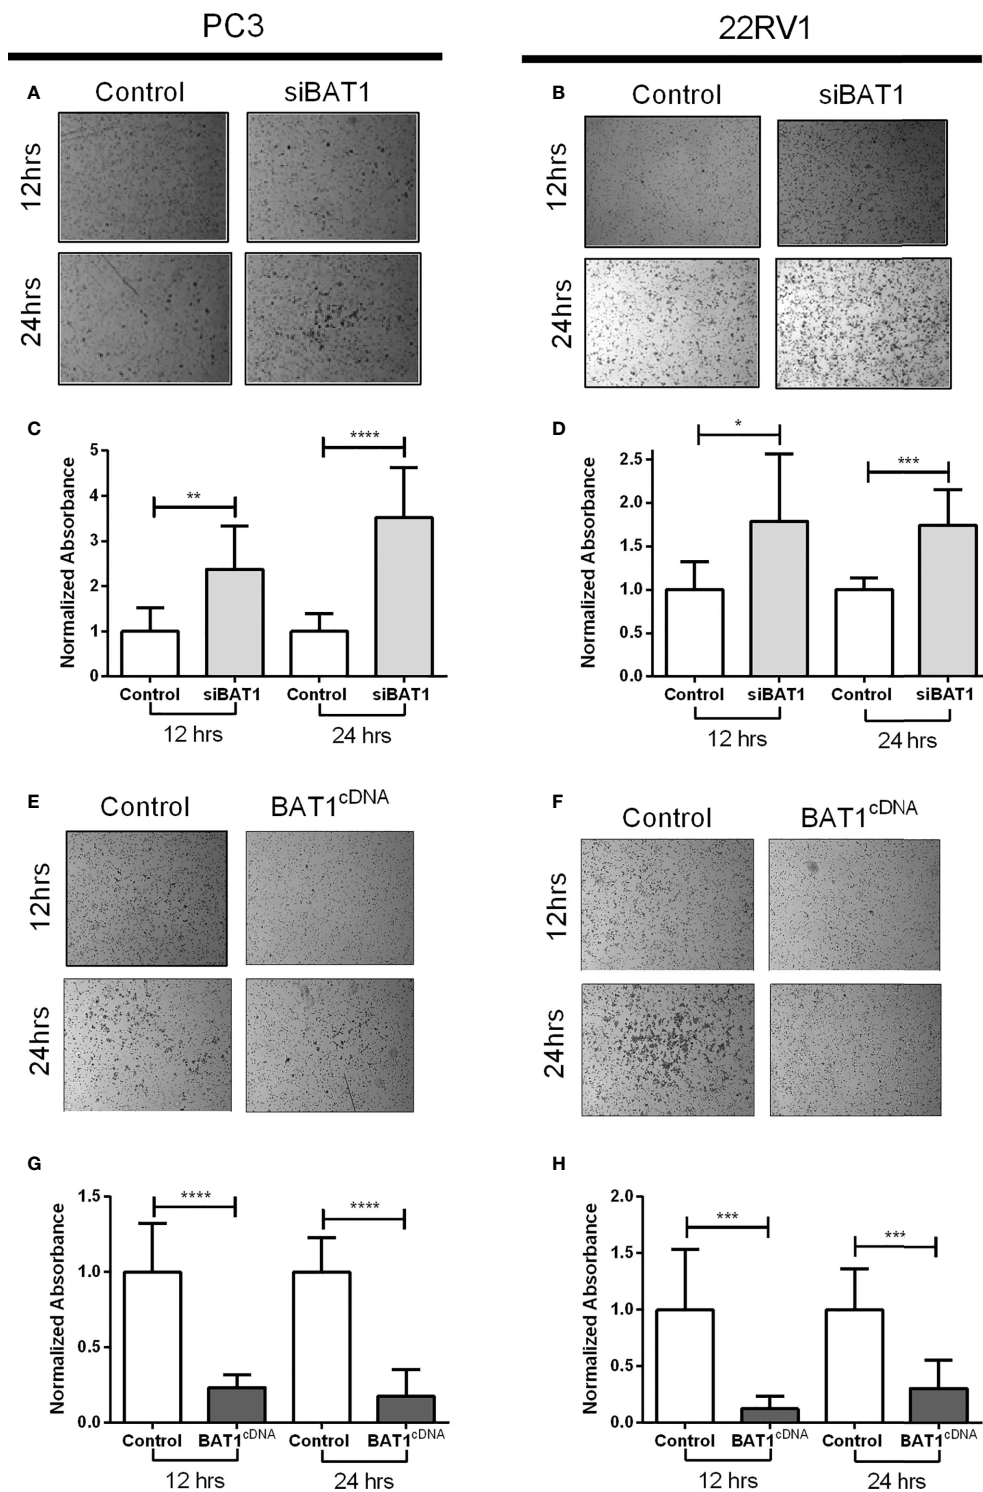 PC3
22RV1
A
Control siBAT1
12hrs
24hrs
B
Control siBAT1
12hrs
24hrs
C
Normalized Absorbance
5
4
3
2
1
0
**
****
Control siBAT1 Control siBAT1
12 hrs 24 hrs
D
Normalized Absorbance
2.5
2.0
1.5
1.0
0.5
0.0
*
***
Control siBAT1 Control siBAT1
12 hrs 24 hrs
E
Control BAT1cDNA
12hrs
24hrs
F
Control BAT1cDNA
12hrs
24hrs
G
Normalized Absorbance
1.5
1.0
0.5
0.0
****
****
Control BAT1cDNA Control BAT1cDNA
12 hrs 24 hrs
H
Normalized Absorbance
2.0
1.5
1.0
0.5
0.0
***
***
Control BAT1cDNA Control BAT1cDNA
12 hrs 24 hrs